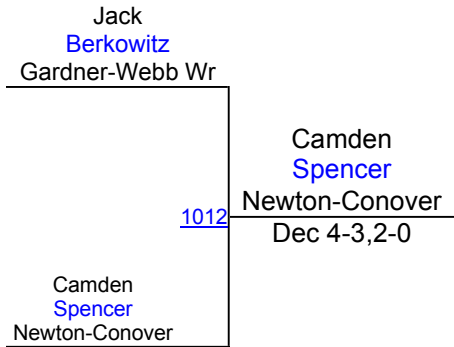 Jack
Berkowitz
Gardner-Webb Wr
Camden
Spencer
Newton-Conover
1012
Dec 4-3,2-0
Camden
Spencer
Newton-Conover